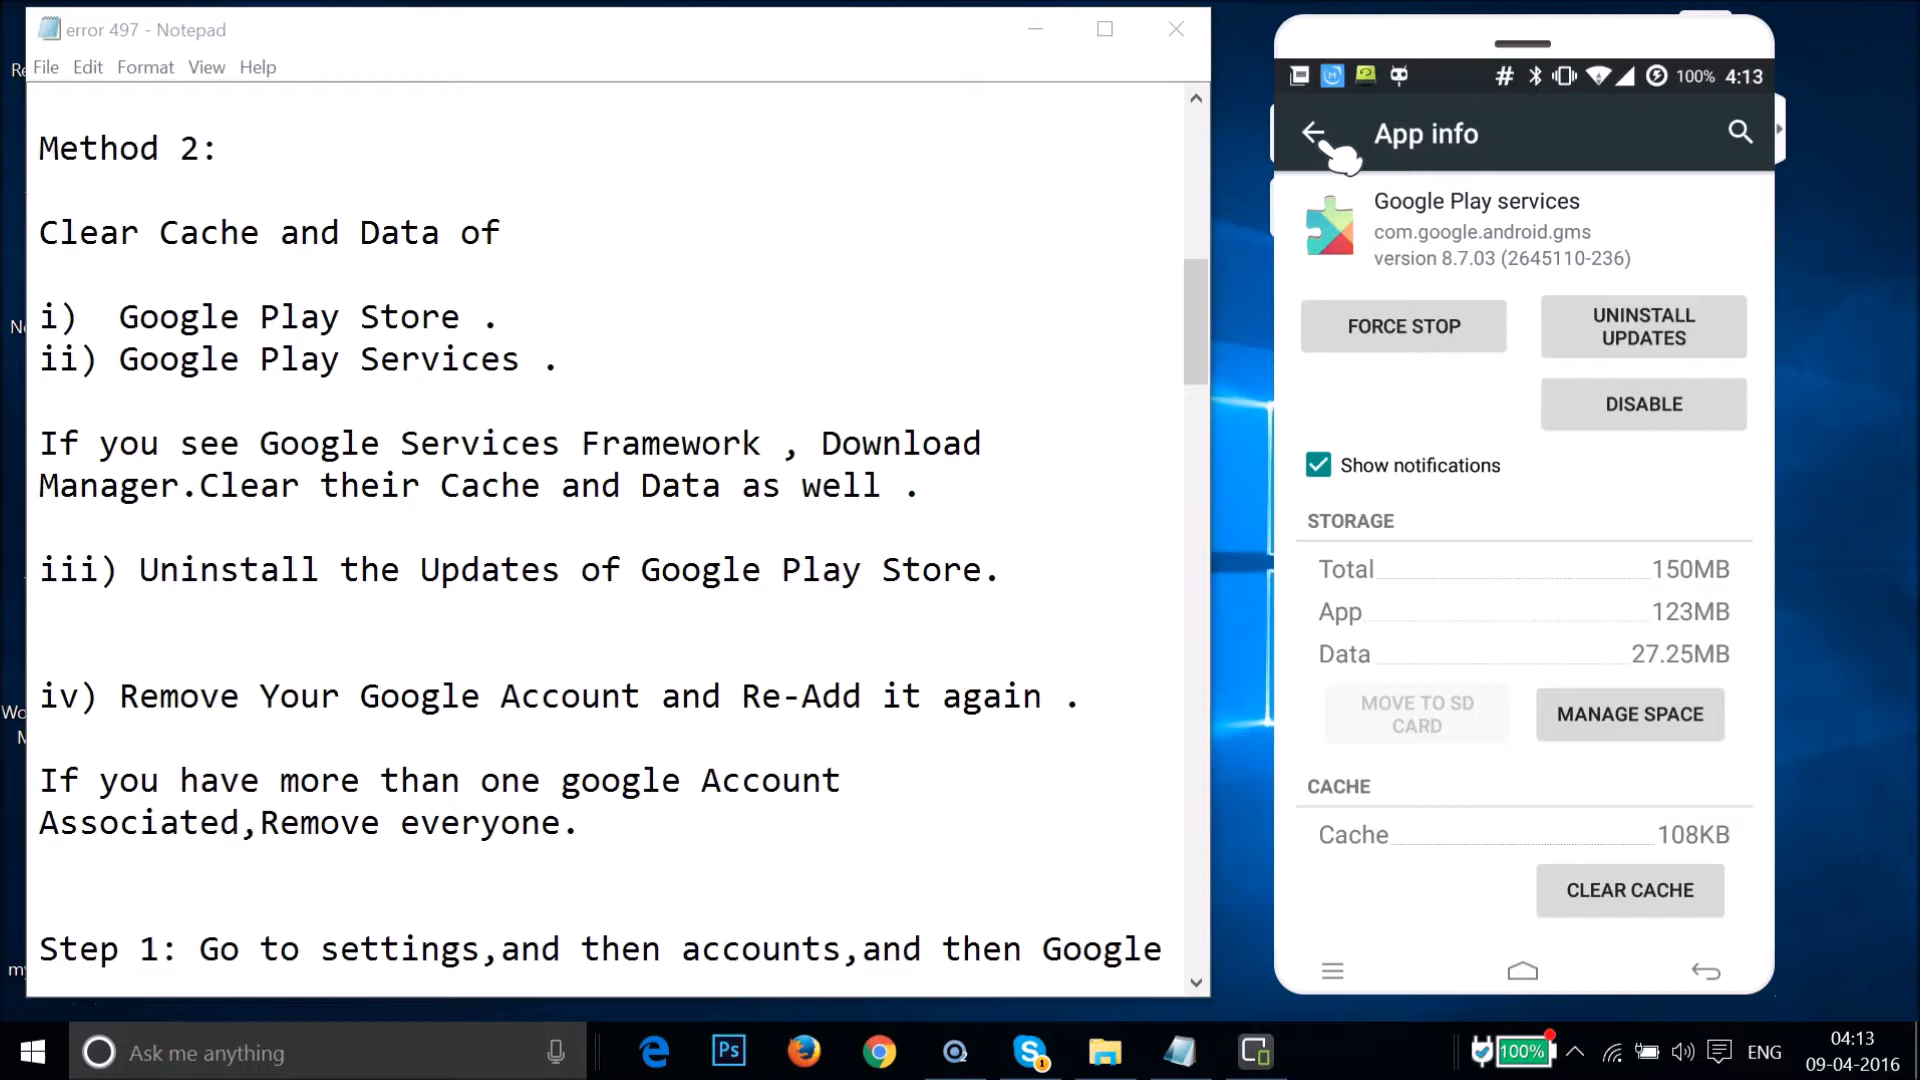 error 497 - Notepad
File Edit Format View Help
Method 2:
Clear Cache and Data of
i)  Google Play Store .
ii) Google Play Services .
If you see Google Services Framework , Download
Manager.Clear their Cache and Data as well .
iii) Uninstall the Updates of Google Play Store.
iv) Remove Your Google Account and Re-Add it again .
If you have more than one google Account
Associated,Remove everyone.
Step 1: Go to settings,and then accounts,and then Google
100% 4:13
App info
Google Play services
com.google.android.gms
version 8.7.03 (2645110-236)
FORCE STOP
UNINSTALL
UPDATES
DISABLE
Show notifications
STORAGE
Total 150MB
App 123MB
Data 27.25MB
MOVE TO SD
CARD
MANAGE SPACE
CACHE
Cache 108KB
CLEAR CACHE
Ask me anything
Ps
1
100%
ENG
04:13
09-04-2016